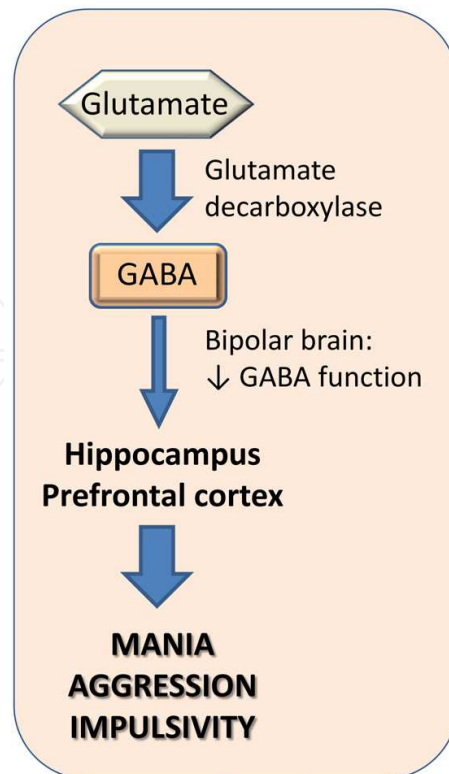 Glutamate
Glutamate
decarboxylase
GABA
Bipolar brain:
↓ GABA function
Hippocampus
Prefrontal cortex
MANIA
AGGRESSION
IMPULSIVITY